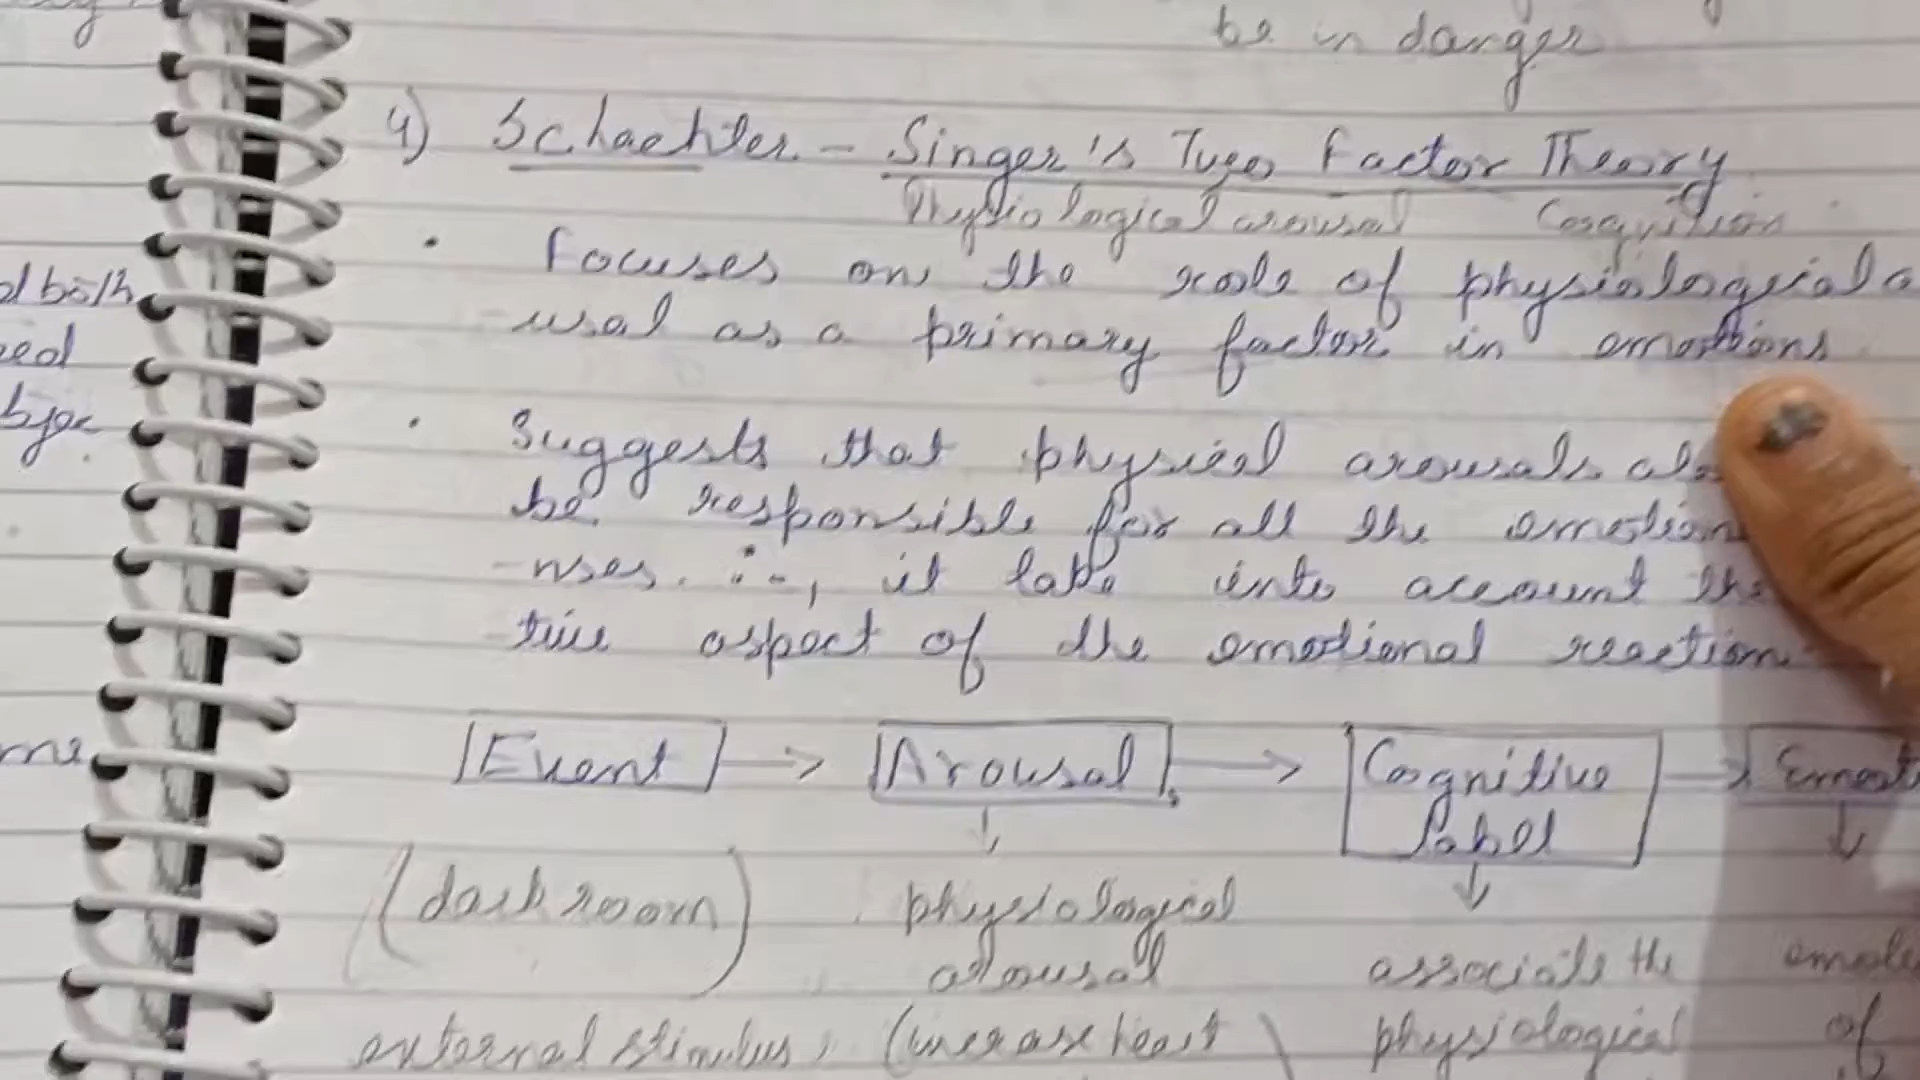 be in danger
4) Schachter - Singer's Two Factor Theory
Physiological arousal Cognition
d both
• Focuses on the role of physiological a
-usal as a primary factor in emotions.
• Suggests that physical arousals
be responsible for all the emotion
-nses. ∴, it take into account the
-tive aspect of the emotional reaction
Event → Arousal → Cognitive Label → Emoti
(dark room)
physiological arousal
associate the
external stimulus,
(increase heart
physiological
of